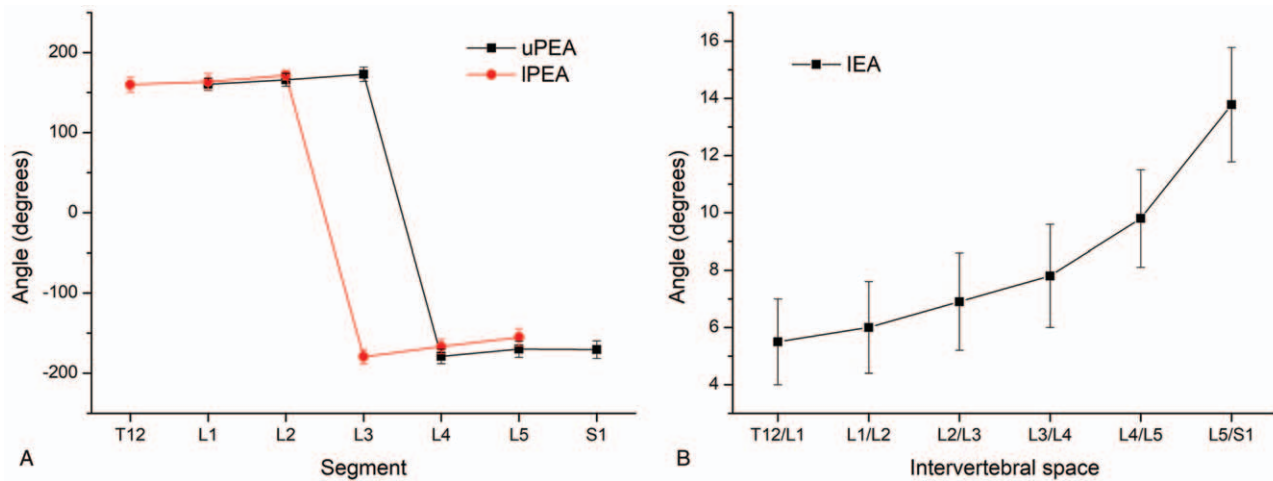 200
100
0
-100
-200
Angle (degrees)
uPEA
lPEA
T12 L1 L2 L3 L4 L5 S1
Segment
A
16
14
12
10
8
6
4
Angle (degrees)
IEA
T12/L1 L1/L2 L2/L3 L3/L4 L4/L5 L5/S1
Intervertebral space
B